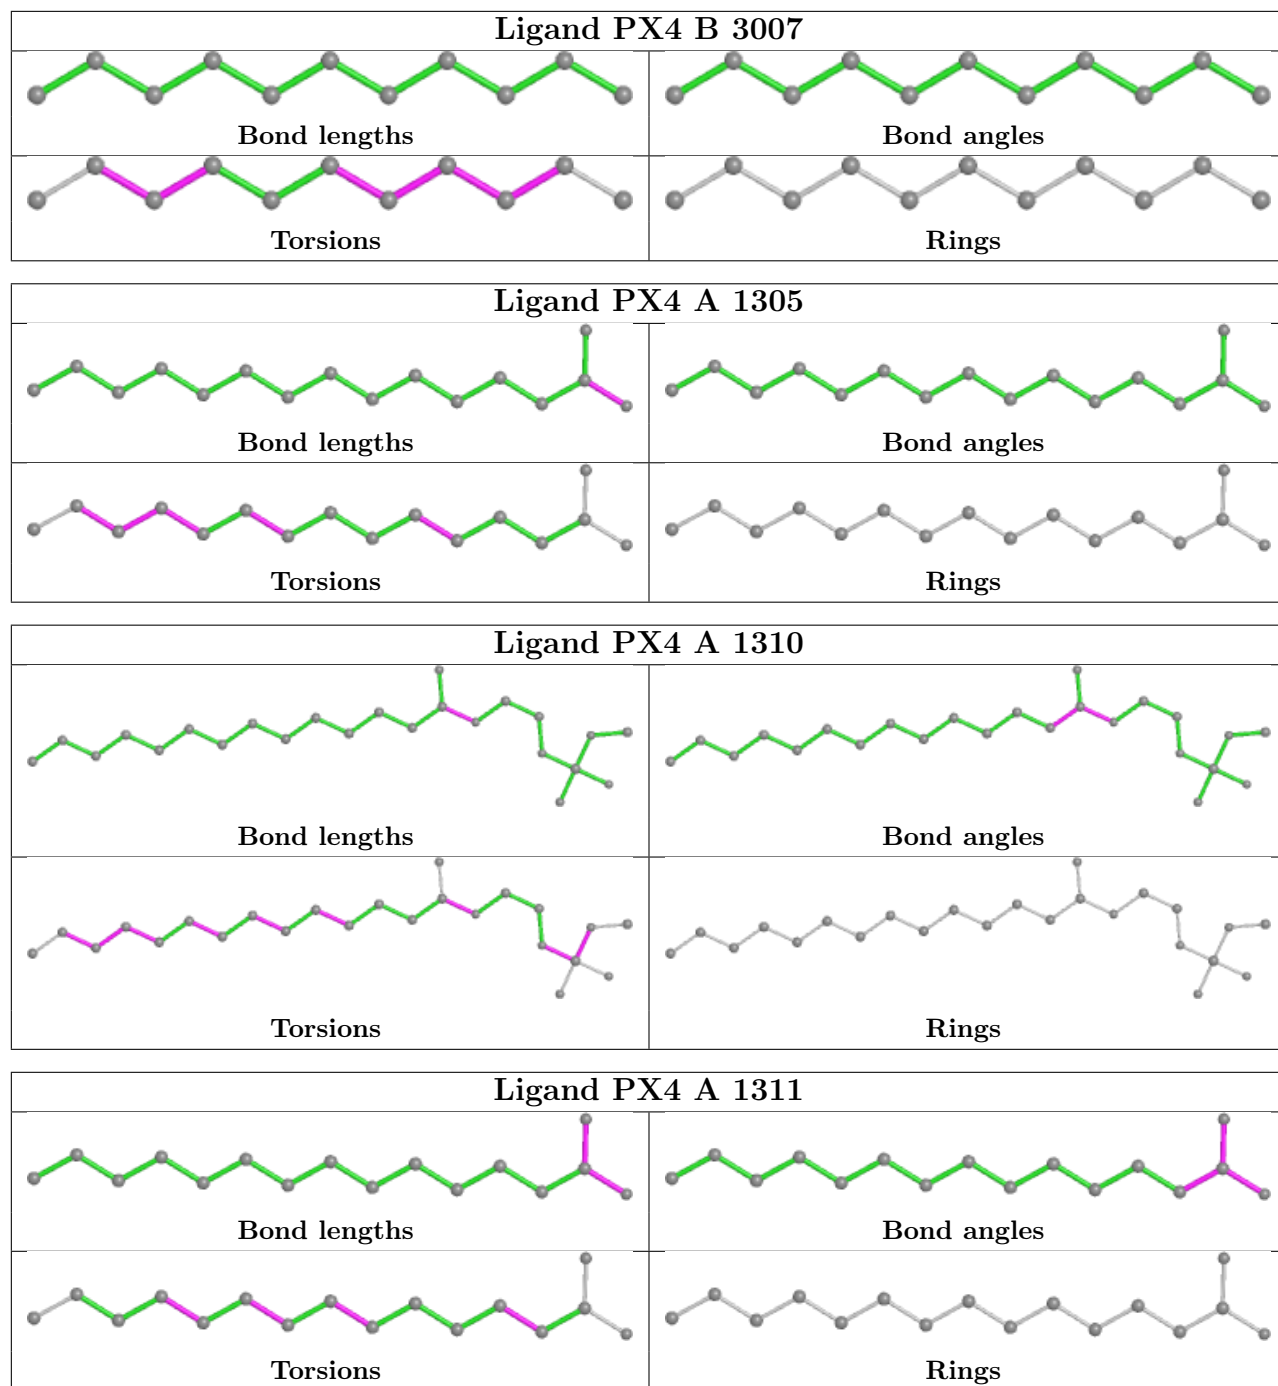 Ligand PX4 B 3007
Bond lengths
Bond angles
Torsions
Rings
Ligand PX4 A 1305
Bond lengths
Bond angles
Torsions
Rings
Ligand PX4 A 1310
Bond lengths
Bond angles
Torsions
Rings
Ligand PX4 A 1311
Bond lengths
Bond angles
Torsions
Rings